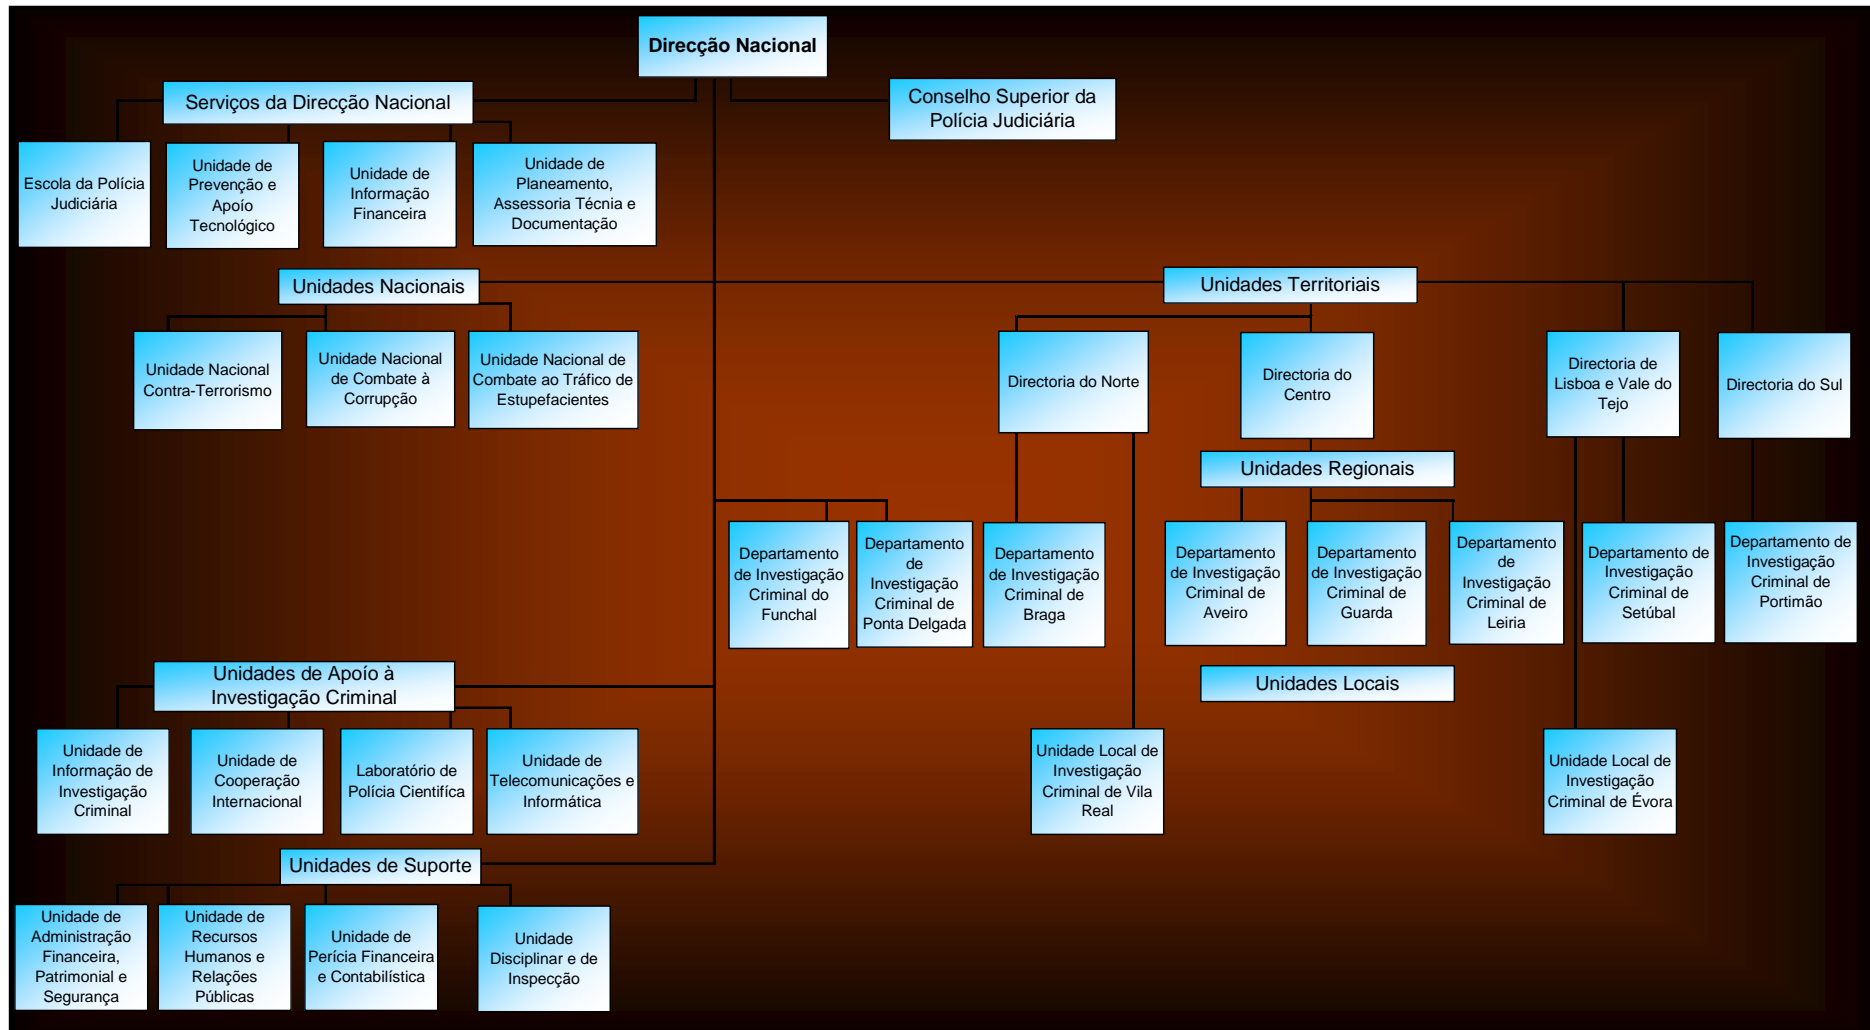 Direcção Nacional
Serviços da Direcção Nacional
Conselho Superior da
Polícia Judiciária
Escola da Polícia
Judiciária
Unidade de
Prevenção e
Apoío
Tecnológico
Unidade de
Informação
Financeira
Unidade de
Planeamento,
Assessoria Técnia e
Documentação
Unidades Nacionais
Unidades Territoriais
Unidade Nacional
Contra-Terrorismo
Unidade Nacional
de Combate à
Corrupção
Unidade Nacional de
Combate ao Tráfico de
Estupefacientes
Directoria do Norte
Directoria do
Centro
Directoria de
Lisboa e Vale do
Tejo
Directoria do Sul
Unidades Regionais
Departamento
de Investigação
Criminal do
Funchal
Departamento
de
Investigação
Criminal de
Ponta Delgada
Departamento
de Investigação
Criminal de
Braga
Departamento
de Investigação
Criminal de
Aveiro
Departamento
de Investigação
Criminal de
Guarda
Departamento
de
Investigação
Criminal de
Leiria
Departamento de
Investigação
Criminal de
Setúbal
Departamento de
Investigação
Criminal de
Portimão
Unidades de Apoío à
Investigação Criminal
Unidades Locais
Unidade de
Informação de
Investigação
Criminal
Unidade de
Cooperação
Internacional
Laboratório de
Polícia Científica
Unidade de
Telecomunicações e
Informática
Unidade Local de
Investigação
Criminal de Vila
Real
Unidade Local de
Investigação
Criminal de Évora
Unidades de Suporte
Unidade de
Administração
Financeira,
Patrimonial e
Segurança
Unidade de
Recursos
Humanos e
Relações
Públicas
Unidade de
Perícia Financeira
e Contabilística
Unidade
Disciplinar e de
Inspecção